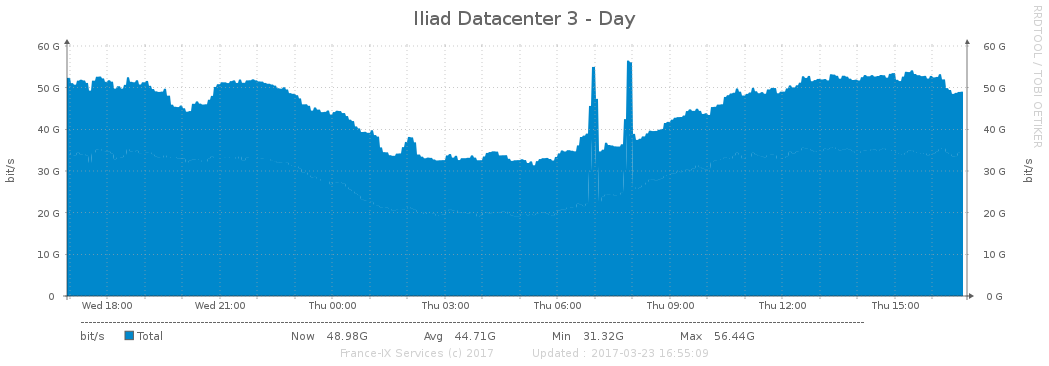 Iliad Datacenter 3 - Day
RRDTOOL / TOBI OETIKER
60 G 60 G
50 G 50 G
40 G 40 G
30 G 30 G
20 G 20 G
10 G 10 G
0 0 G
bit/s bit/s
Wed 18:00 Wed 21:00 Thu 00:00 Thu 03:00 Thu 06:00 Thu 09:00 Thu 12:00 Thu 15:00
bit/s Total Now 48.98G Avg 44.71G Min 31.32G Max 56.44G
France-IX Services (c) 2017 Updated : 2017-03-23 16:55:09